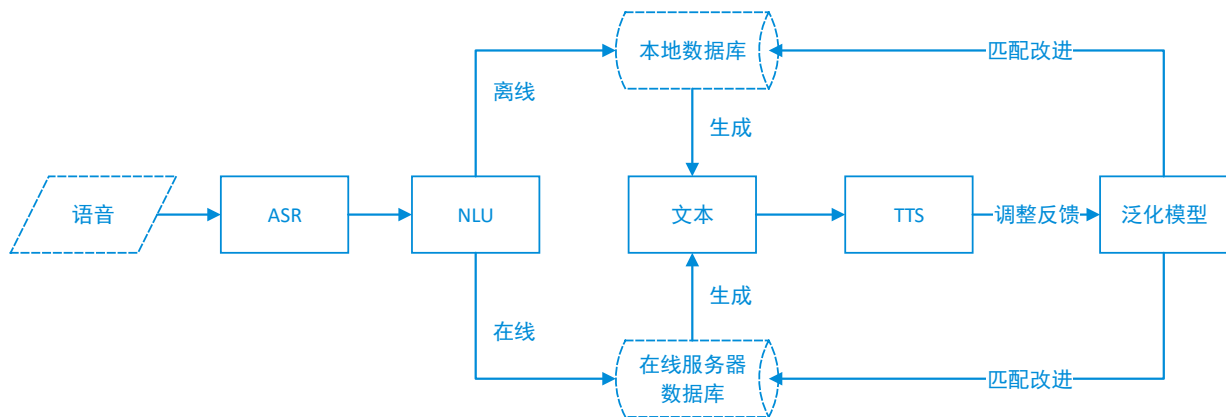 本地数据库
匹配改进
离线
生成
语音
ASR
NLU
文本
TTS
调整反馈
泛化模型
生成
在线
在线服务器
数据库
匹配改进